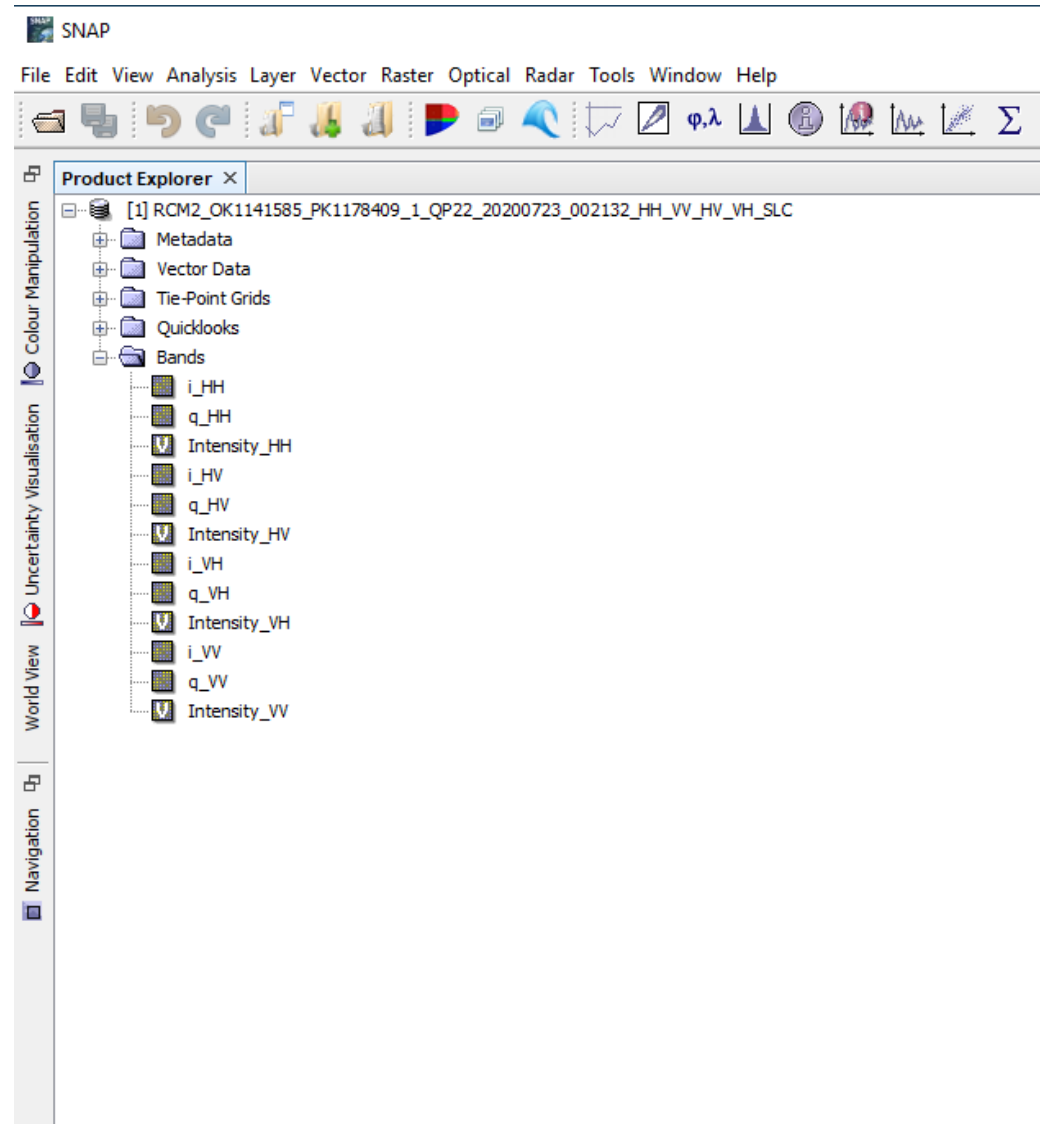 SNAP
File Edit View Analysis Layer Vector Raster Optical Radar Tools Window Help
φ,λ Σ
Product Explorer ×
[1] RCM2_OK1141585_PK1178409_1_QP22_20200723_002132_HH_VV_HV_VH_SLC
Metadata
Vector Data
Tie-Point Grids
Quicklooks
Bands
i_HH
q_HH
Intensity_HH
i_HV
q_HV
Intensity_HV
i_VH
q_VH
Intensity_VH
i_VV
q_VV
Intensity_VV
Colour Manipulation
Uncertainty Visualisation
World View
Navigation